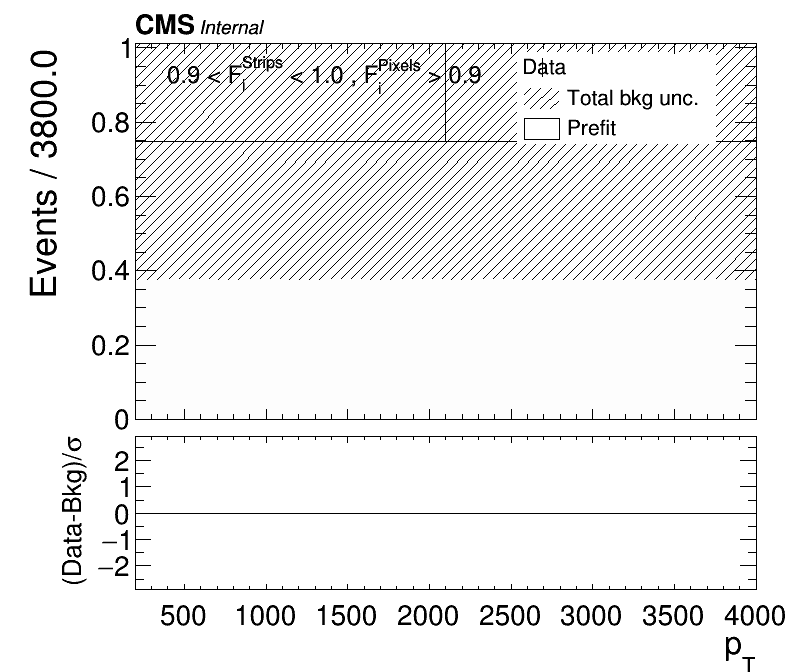 CMS Internal
0.9 < F_i^Strips < 1.0 , F_i^Pixels > 0.9
Data
Total bkg unc.
Prefit
Events / 3800.0
1
0.8
0.6
0.4
0.2
0
(Data-Bkg)/σ
2
1
0
−1
−2
500 1000 1500 2000 2500 3000 3500 4000
p_T